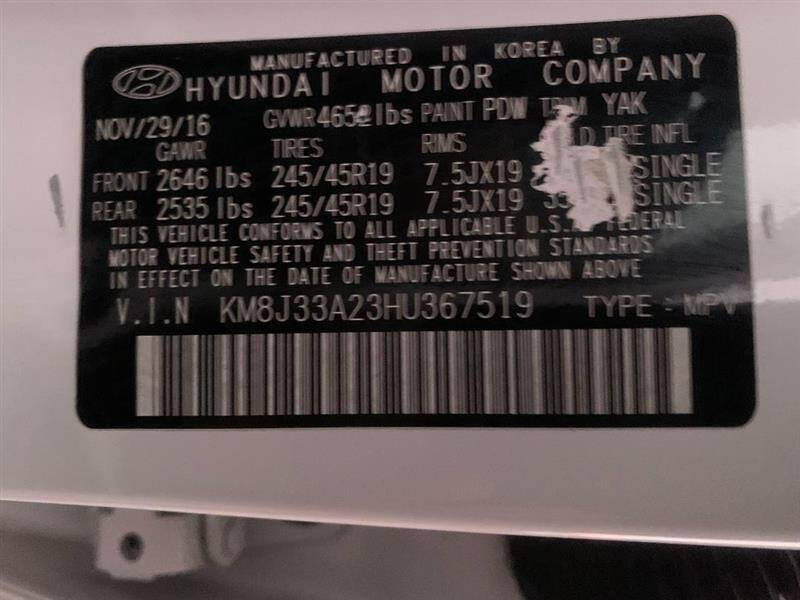 MANUFACTURED IN KOREA BY
HYUNDAI MOTOR COMPANY
NOV/29/16 GVWR 4652lbs PAINT PDW TRIM YAK
GAWR TIRES RIMS TIRE INFL
FRONT 2646 lbs 245/45R19 7.5JX19 SINGLE
REAR 2535 lbs 245/45R19 7.5JX19 SINGLE
THIS VEHICLE CONFORMS TO ALL APPLICABLE U.S.A FEDERAL
MOTOR VEHICLE SAFETY AND THEFT PREVENTION STANDARDS
IN EFFECT ON THE DATE OF MANUFACTURE SHOWN ABOVE
V.I.N KM8J33A23HU367519 TYPE : MPV